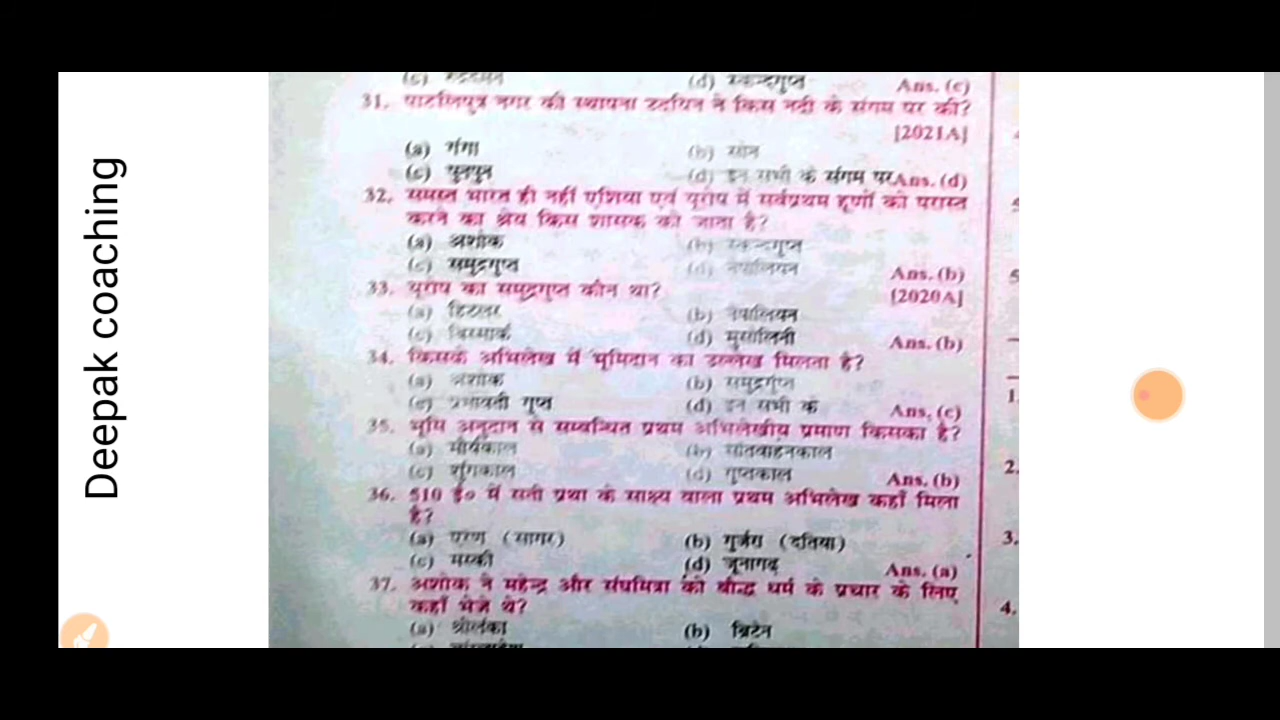 Deepak coaching
(c) रुद्रदमन (d) स्कन्दगुप्त Ans. (c)
31. पाटलिपुत्र नगर की स्थापना उदयिन ने किस नदी के संगम पर की?
[2021A]
(a) गंगा (b) सोन
(c) पुनपुन (d) इन सभी के संगम पर Ans. (d)
32. समस्त भारत ही नहीं एशिया एवं यूरोप में सर्वप्रथम हूणों को परास्त
करने का श्रेय किस शासक को जाता है?
(a) अशोक (b) स्कन्दगुप्त
(c) समुद्रगुप्त (d) नेपोलियन Ans. (b)
33. यूरोप का समुद्रगुप्त कौन था? [2020A]
(a) हिटलर (b) नेपोलियन
(c) बिस्मार्क (d) मुसोलिनी Ans. (b)
34. किसके अभिलेख में भूमिदान का उल्लेख मिलता है?
(a) अशोक (b) समुद्रगुप्त
(c) प्रभावती गुप्त (d) इन सभी के Ans. (c)
35. भूमि अनुदान से सम्बन्धित प्रथम अभिलेखीय प्रमाण किसका है?
(a) मौर्यकाल (b) सातवाहनकाल
(c) शुंगकाल (d) गुप्तकाल Ans. (b)
36. 510 ई० में सती प्रथा के साक्ष्य वाला प्रथम अभिलेख कहाँ मिला
है?
(a) एरण (सागर) (b) गुर्जरा (दतिया)
(c) मस्की (d) जूनागढ़ Ans. (a)
37. अशोक ने महेन्द्र और संघमित्रा को बौद्ध धर्म के प्रचार के लिए
कहाँ भेजे थे?
(a) श्रीलंका (b) ब्रिटेन
1.
2.
3.
4.